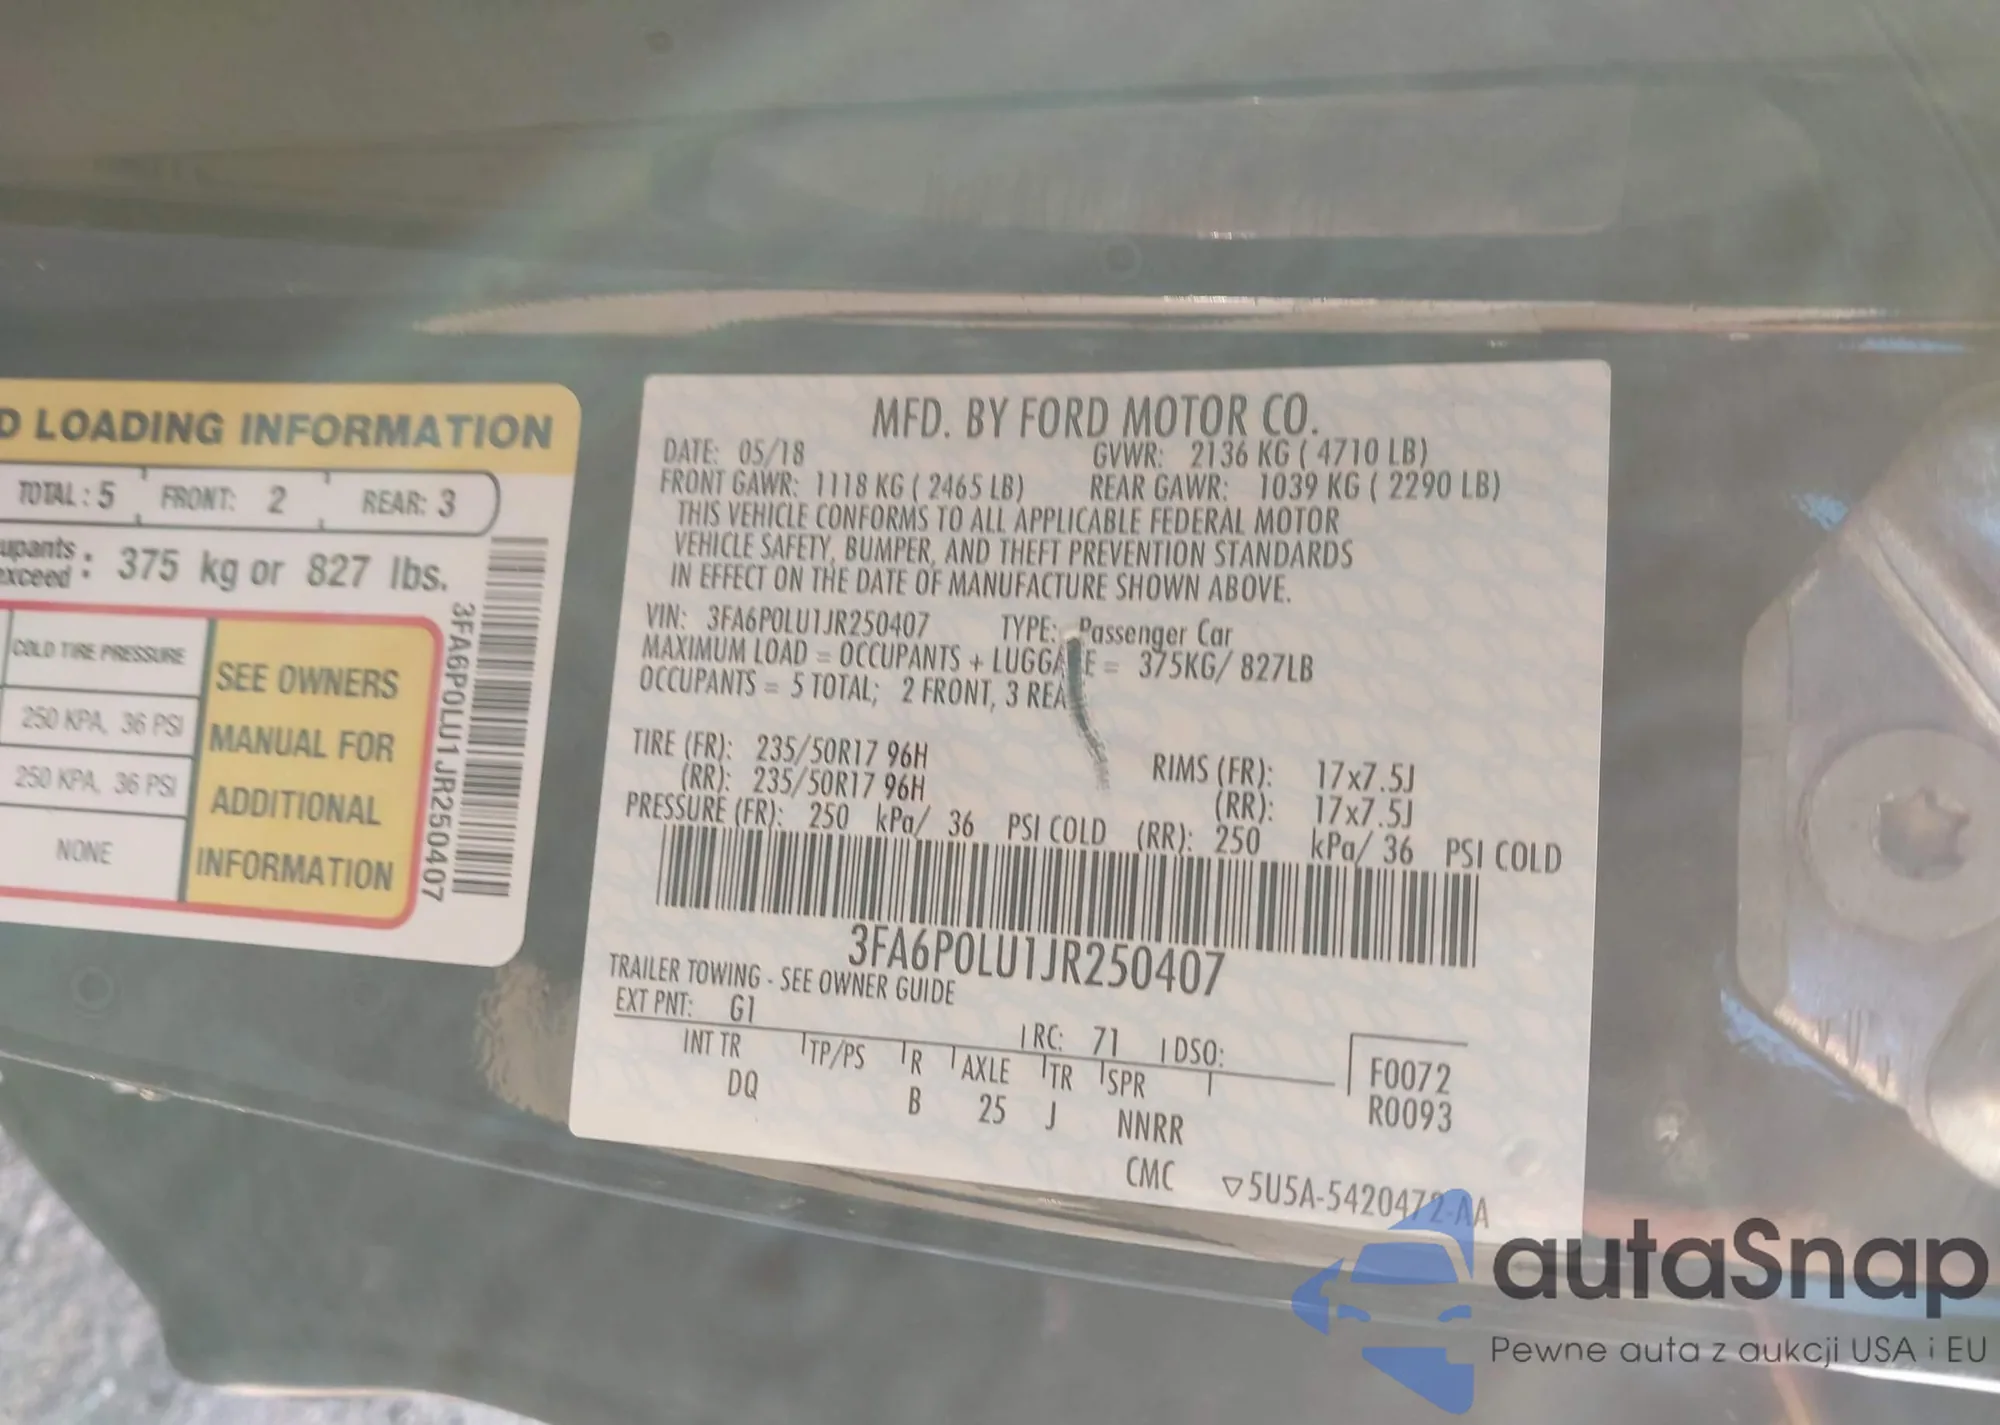 D LOADING INFORMATION
TOTAL : 5 FRONT: 2 REAR: 3
upants
exceed : 375 kg or 827 lbs.
COLD TIRE PRESSURE
250 KPA, 36 PSI
250 KPA, 36 PSI
NONE
SEE OWNERS
MANUAL FOR
ADDITIONAL
INFORMATION
3FA6P0LU1JR250407
MFD. BY FORD MOTOR CO.
DATE: 05/18 GVWR: 2136 KG ( 4710 LB)
FRONT GAWR: 1118 KG ( 2465 LB) REAR GAWR: 1039 KG ( 2290 LB)
THIS VEHICLE CONFORMS TO ALL APPLICABLE FEDERAL MOTOR
VEHICLE SAFETY, BUMPER, AND THEFT PREVENTION STANDARDS
IN EFFECT ON THE DATE OF MANUFACTURE SHOWN ABOVE.
VIN: 3FA6P0LU1JR250407 TYPE: Passenger Car
MAXIMUM LOAD = OCCUPANTS + LUGGAGE = 375KG/ 827LB
OCCUPANTS = 5 TOTAL; 2 FRONT, 3 REA
TIRE (FR): 235/50R17 96H RIMS (FR): 17x7.5J
(RR): 235/50R17 96H (RR): 17x7.5J
PRESSURE (FR): 250 kPa/ 36 PSI COLD (RR): 250 kPa/ 36 PSI COLD
3FA6P0LU1JR250407
TRAILER TOWING - SEE OWNER GUIDE
EXT PNT: G1 RC: 71 DSO:
INT TR TP/PS R AXLE TR SPR F0072
DQ B 25 J NNRR R0093
CMC ▽5U5A-5420472-AA
autaSnap
Pewne auta z aukcji USA i EU